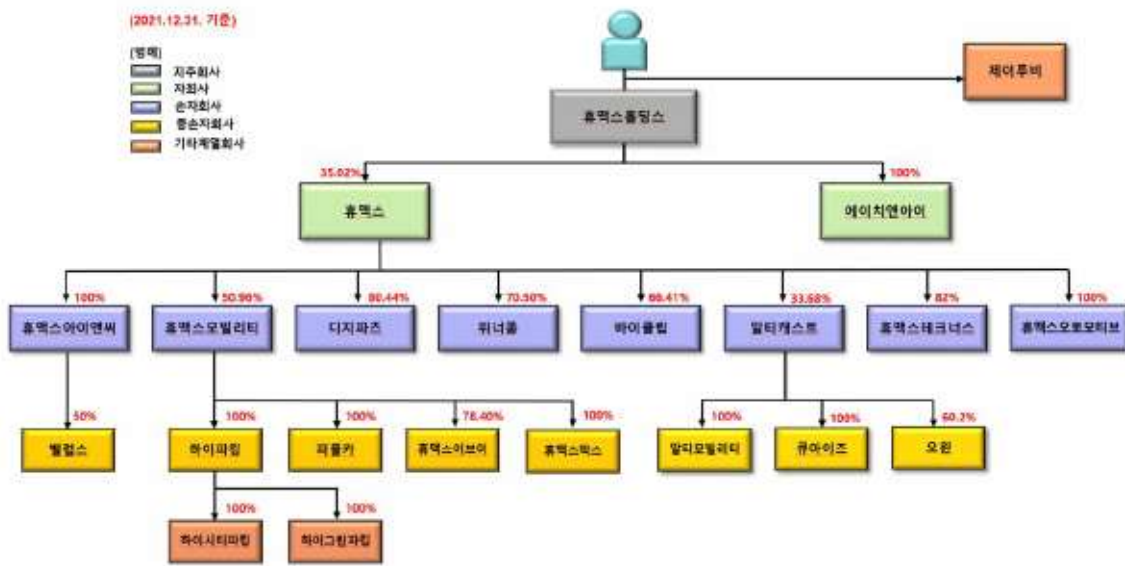 (2021.12.31. 기준)
(범례)
지주회사
자회사
손자회사
증손자회사
기타계열회사
제이투비
휴맥스홀딩스
35.02%
100%
휴맥스
에이치앤아이
100%
50.96%
80.44%
70.50%
66.41%
33.68%
82%
100%
휴맥스아이앤씨
휴맥스모빌리티
디지파츠
위너콤
바이클립
알티캐스트
휴맥스테크너스
휴맥스오토모티브
50%
100%
100%
78.40%
100%
100%
100%
60.2%
벨럽스
하이파킹
피플카
휴맥스이브이
휴맥스팍스
알티모빌리티
큐아이즈
오윈
100%
100%
하이시티파킹
하이그린파킹